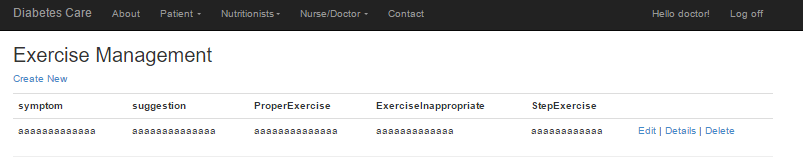 Diabetes Care About Patient Nutritionists Nurse/Doctor Contact Hello doctor! Log off
Exercise Management
Create New
symptom suggestion ProperExercise ExerciseInappropriate StepExercise
aaaaaaaaaaaaa aaaaaaaaaaaaaa aaaaaaaaaaaaaa aaaaaaaaaaaaa aaaaaaaaaaaa Edit | Details | Delete